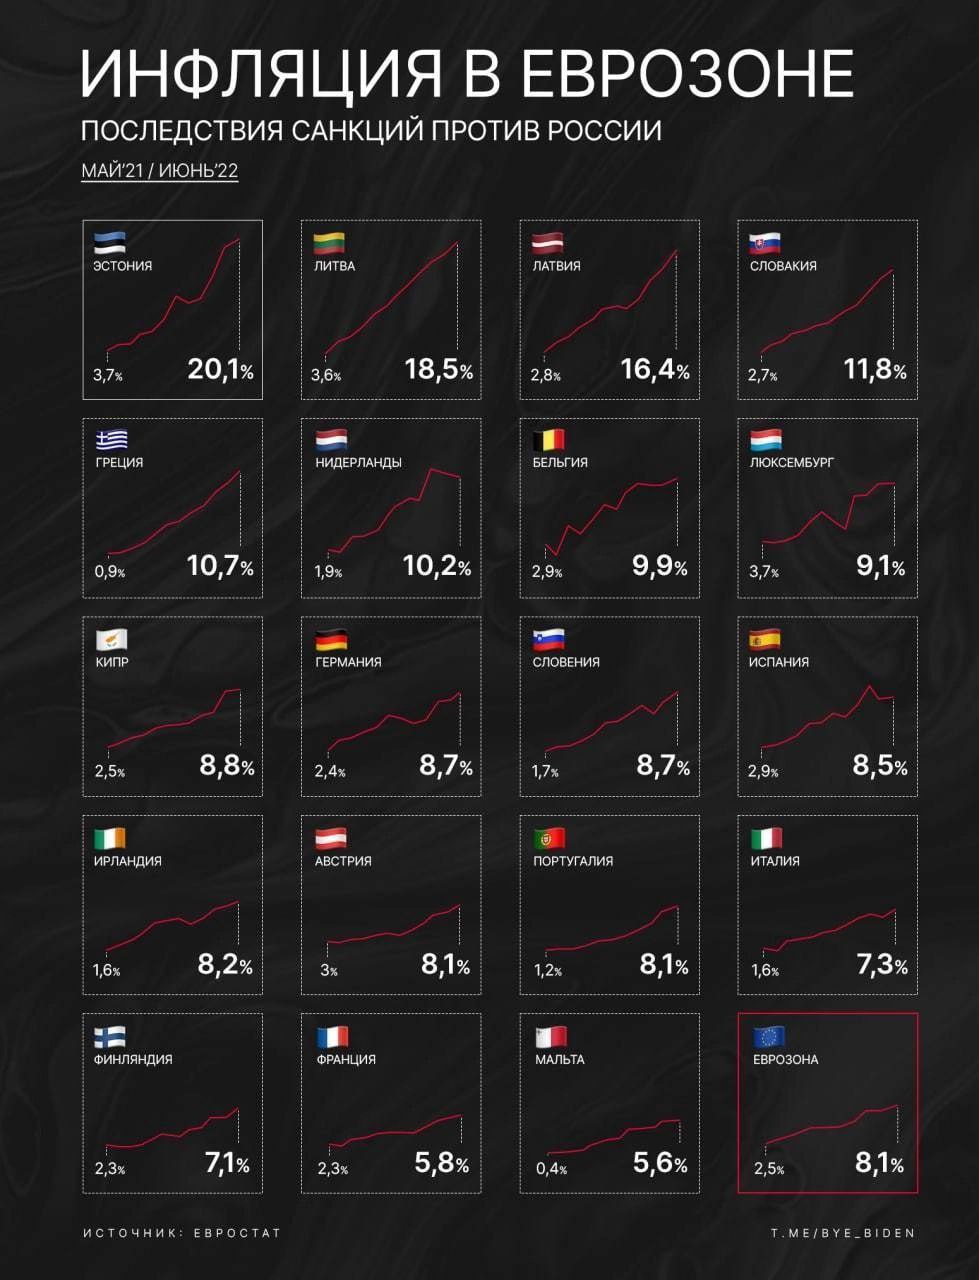 ИНФЛЯЦИЯ В ЕВРОЗОНЕ
ПОСЛЕДСТВИЯ САНКЦИЙ ПРОТИВ РОССИИ
МАЙ'21 / ИЮНЬ'22
ЭСТОНИЯ
3,7%
20,1%
ЛИТВА
3,6%
18,5%
ЛАТВИЯ
2,8%
16,4%
СЛОВАКИЯ
2,7%
11,8%
ГРЕЦИЯ
0,9%
10,7%
НИДЕРЛАНДЫ
1,9%
10,2%
БЕЛЬГИЯ
2,9%
9,9%
ЛЮКСЕМБУРГ
3,7%
9,1%
КИПР
2,5%
8,8%
ГЕРМАНИЯ
2,4%
8,7%
СЛОВЕНИЯ
1,7%
8,7%
ИСПАНИЯ
2,9%
8,5%
ИРЛАНДИЯ
1,6%
8,2%
АВСТРИЯ
3%
8,1%
ПОРТУГАЛИЯ
1,2%
8,1%
ИТАЛИЯ
1,6%
7,3%
ФИНЛЯНДИЯ
2,3%
7,1%
ФРАНЦИЯ
2,3%
5,8%
МАЛЬТА
0,4%
5,6%
ЕВРОЗОНА
2,5%
8,1%
ИСТОЧНИК: ЕВРОСТАТ
T.ME/BYE_BIDEN